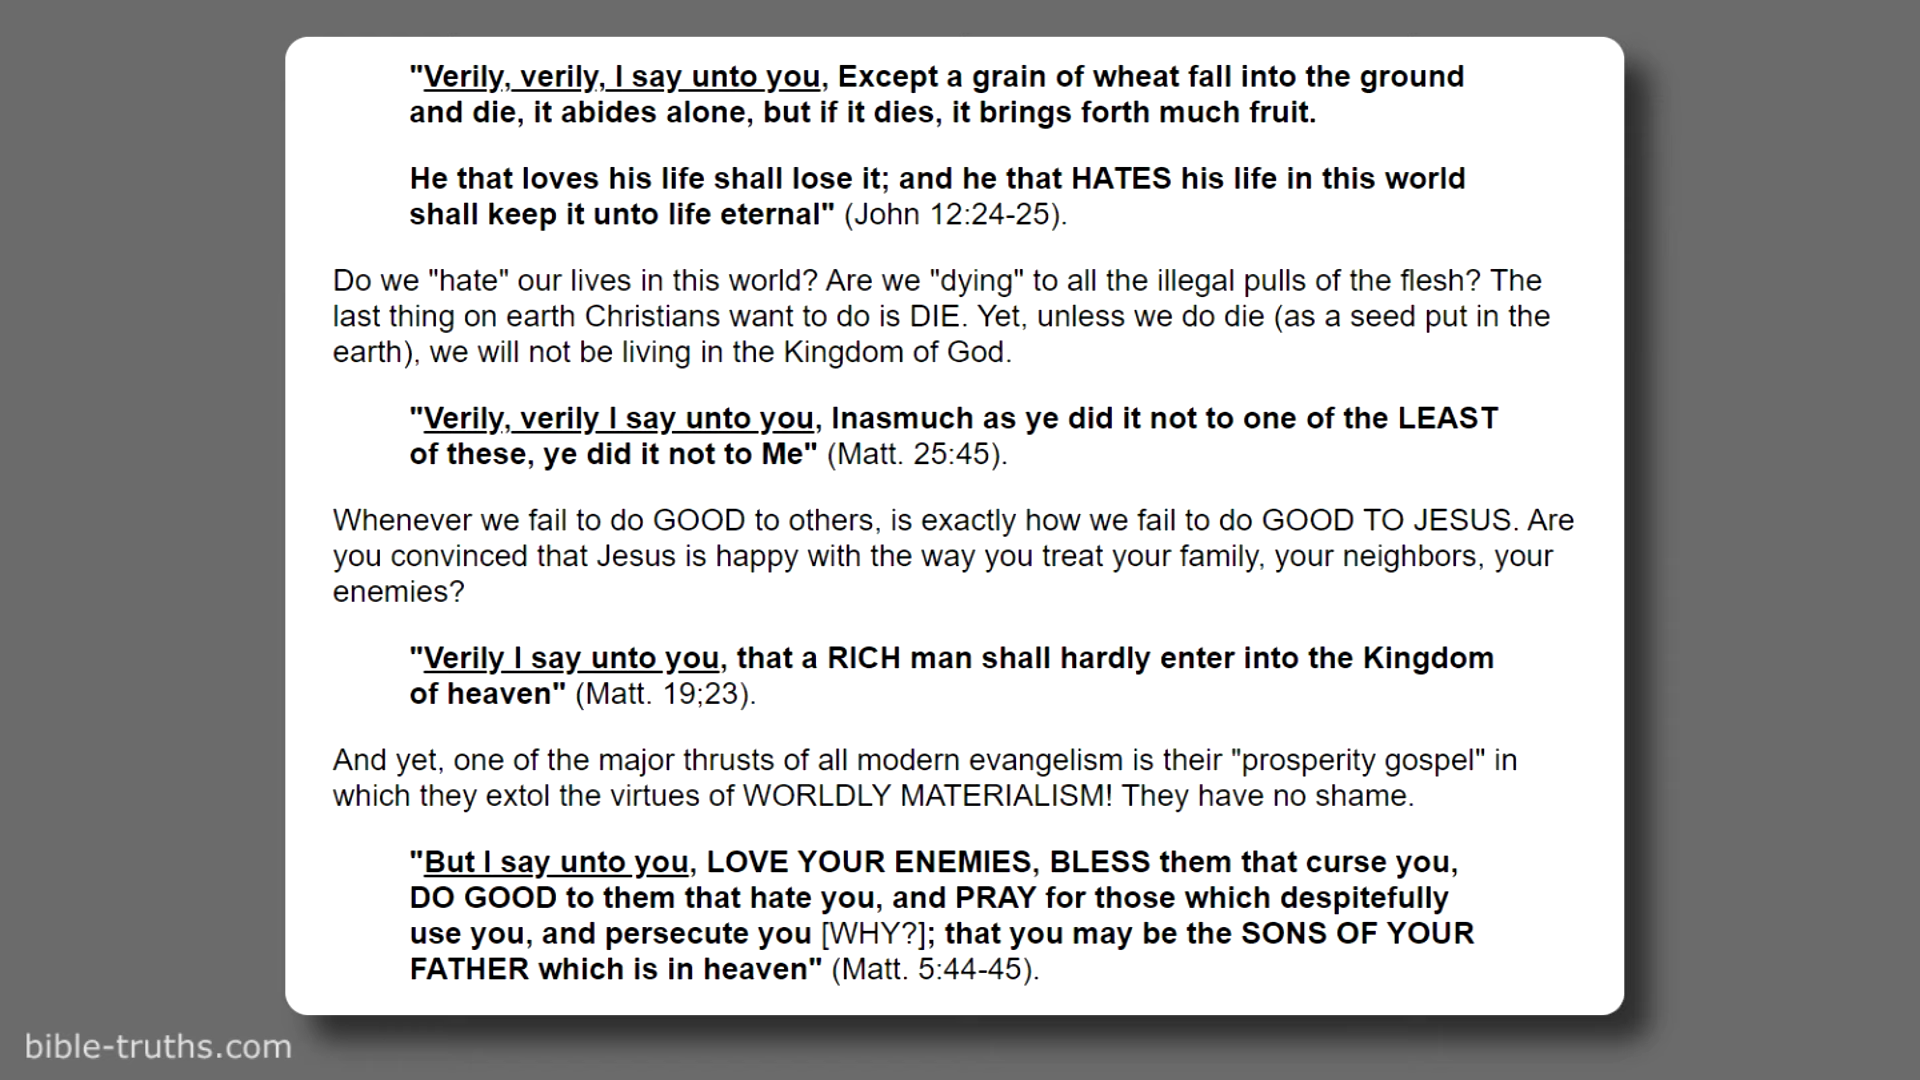 "Verily, verily, I say unto you, Except a grain of wheat fall into the ground
and die, it abides alone, but if it dies, it brings forth much fruit.
He that loves his life shall lose it; and he that HATES his life in this world
shall keep it unto life eternal" (John 12:24-25).
Do we "hate" our lives in this world? Are we "dying" to all the illegal pulls of the flesh? The
last thing on earth Christians want to do is DIE. Yet, unless we do die (as a seed put in the
earth), we will not be living in the Kingdom of God.
"Verily, verily I say unto you, Inasmuch as ye did it not to one of the LEAST
of these, ye did it not to Me" (Matt. 25:45).
Whenever we fail to do GOOD to others, is exactly how we fail to do GOOD TO JESUS. Are
you convinced that Jesus is happy with the way you treat your family, your neighbors, your
enemies?
"Verily I say unto you, that a RICH man shall hardly enter into the Kingdom
of heaven" (Matt. 19;23).
And yet, one of the major thrusts of all modern evangelism is their "prosperity gospel" in
which they extol the virtues of WORLDLY MATERIALISM! They have no shame.
"But I say unto you, LOVE YOUR ENEMIES, BLESS them that curse you,
DO GOOD to them that hate you, and PRAY for those which despitefully
use you, and persecute you [WHY?]; that you may be the SONS OF YOUR
FATHER which is in heaven" (Matt. 5:44-45).
bible-truths.com